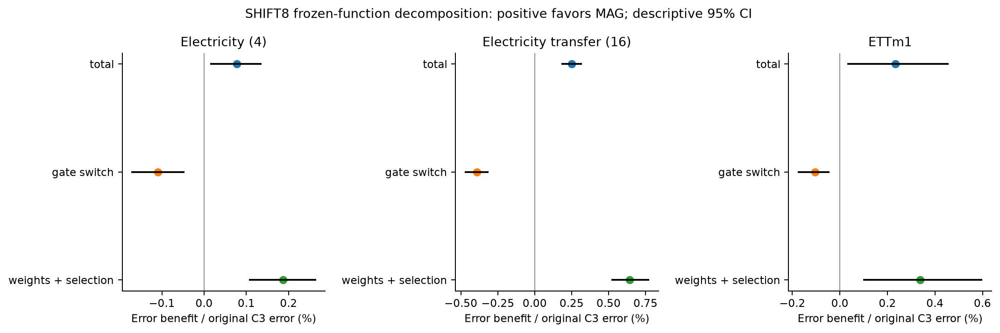 SHIFT8 frozen-function decomposition: positive favors MAG; descriptive 95% CI
Electricity (4)
total
gate switch
weights + selection
−0.1 0.0 0.1 0.2
Error benefit / original C3 error (%)
Electricity transfer (16)
total
gate switch
weights + selection
−0.50 −0.25 0.00 0.25 0.50 0.75
Error benefit / original C3 error (%)
ETTm1
total
gate switch
weights + selection
−0.2 0.0 0.2 0.4 0.6
Error benefit / original C3 error (%)